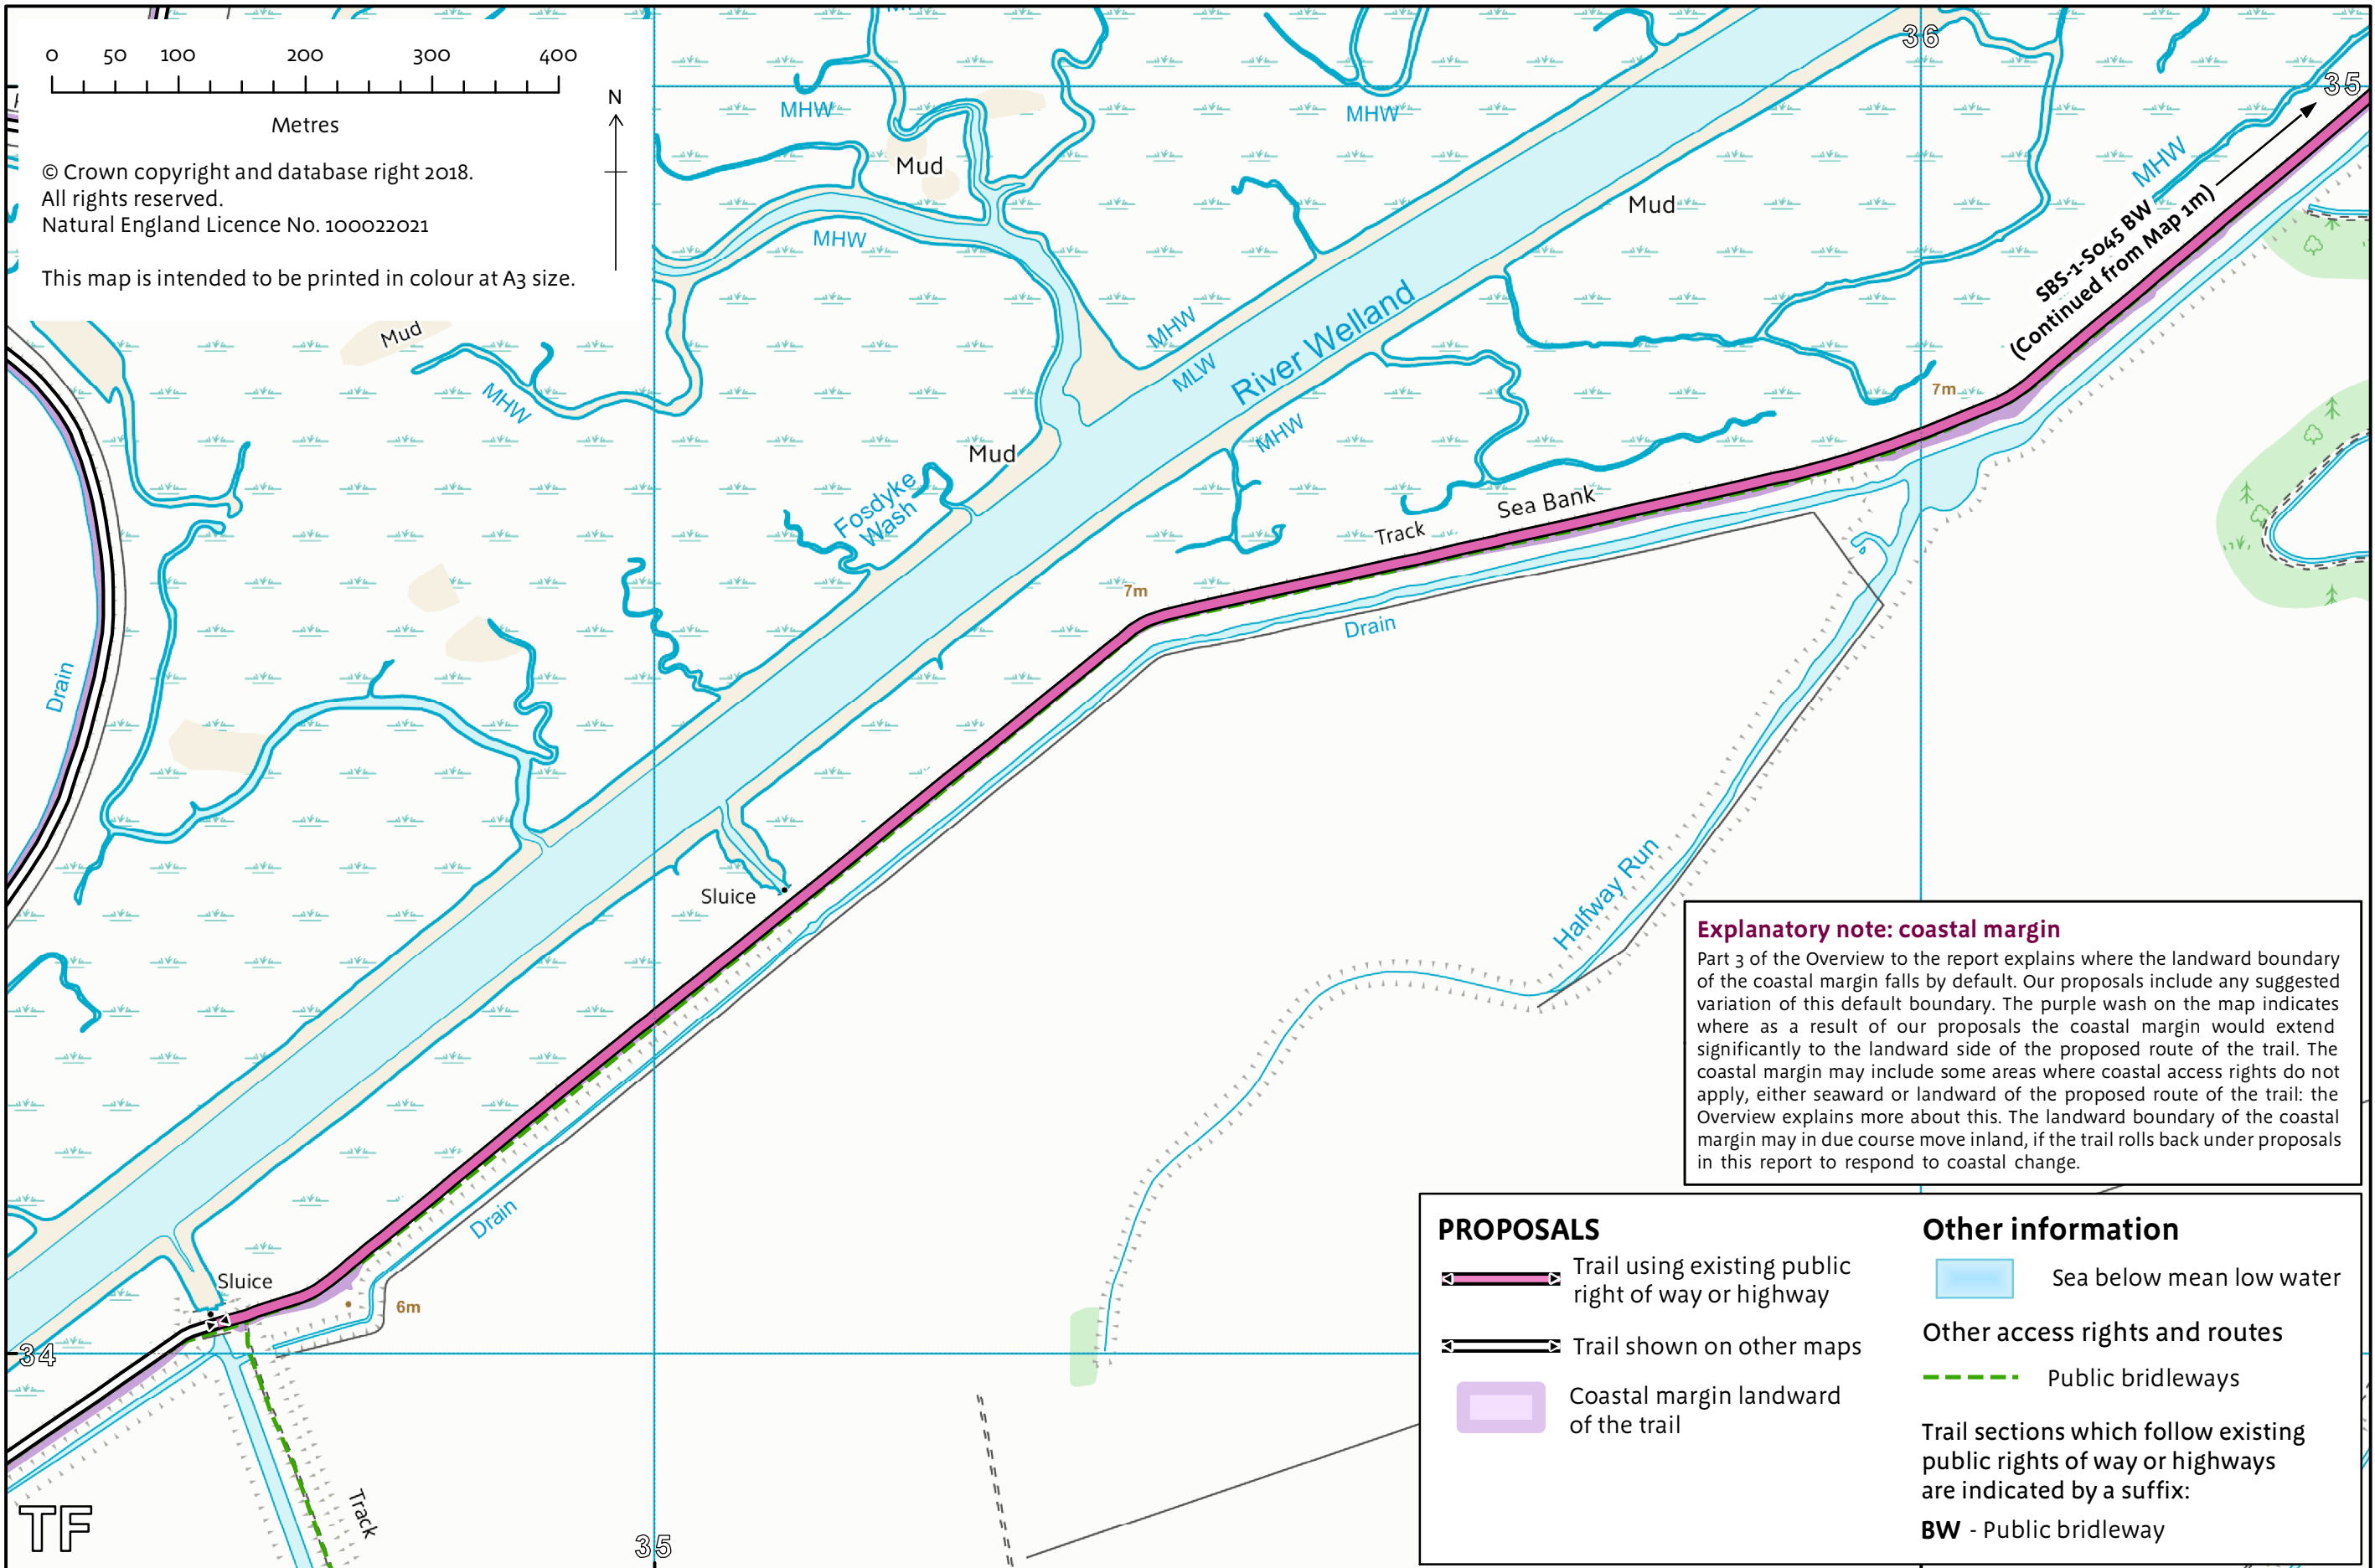 0 50 100 200 300 400
Metres
N
© Crown copyright and database right 2018.
All rights reserved.
Natural England Licence No. 100022021
This map is intended to be printed in colour at A3 size.
36
35
MHW
MHW
Mud
MHW
Mud
MHW
SBS-1-S045 BW
(Continued from Map 1m)
Mud
MHW
MHW
MLW
River Welland
MHW
7m
Mud
Fosdyke
Wash
Sea Bank
Track
7m
Drain
Drain
Sluice
Halfway Run
Drain
Sluice
6m
34
TF
Track
35
Explanatory note: coastal margin
Part 3 of the Overview to the report explains where the landward boundary
of the coastal margin falls by default. Our proposals include any suggested
variation of this default boundary. The purple wash on the map indicates
where as a result of our proposals the coastal margin would extend
significantly to the landward side of the proposed route of the trail. The
coastal margin may include some areas where coastal access rights do not
apply, either seaward or landward of the proposed route of the trail: the
Overview explains more about this. The landward boundary of the coastal
margin may in due course move inland, if the trail rolls back under proposals
in this report to respond to coastal change.
PROPOSALS
Trail using existing public
right of way or highway
Trail shown on other maps
Coastal margin landward
of the trail
Other information
Sea below mean low water
Other access rights and routes
Public bridleways
Trail sections which follow existing
public rights of way or highways
are indicated by a suffix:
BW - Public bridleway